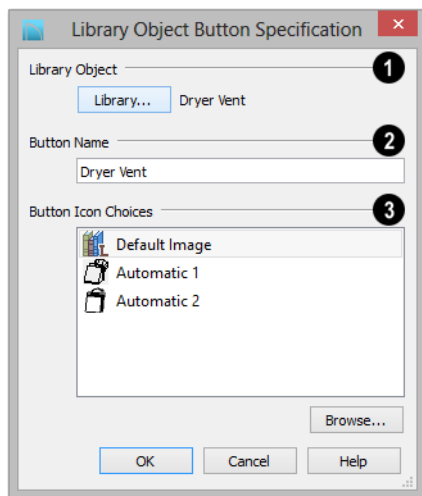 Library Object Button Specification
Library Object 1
Library... Dryer Vent
Button Name 2
Dryer Vent
Button Icon Choices 3
Default Image
Automatic 1
Automatic 2
Browse...
OK Cancel Help